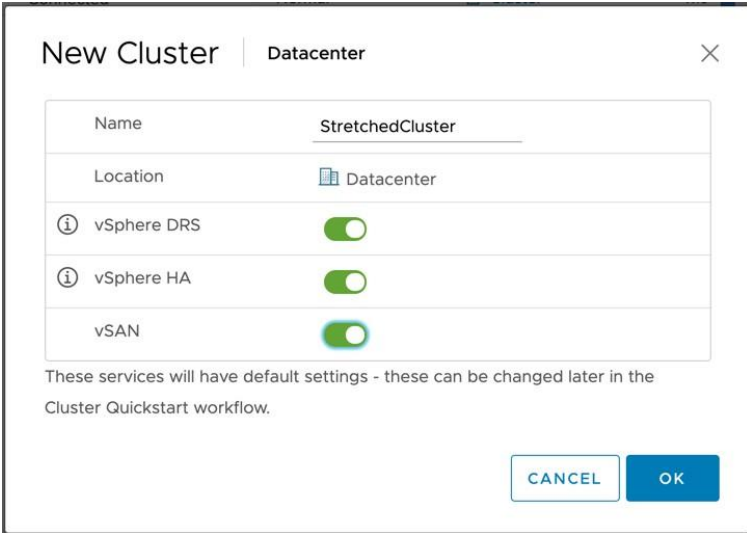 New Cluster Datacenter
Name StretchedCluster
Location Datacenter
vSphere DRS
vSphere HA
vSAN
These services will have default settings - these can be changed later in the
Cluster Quickstart workflow.
CANCEL OK